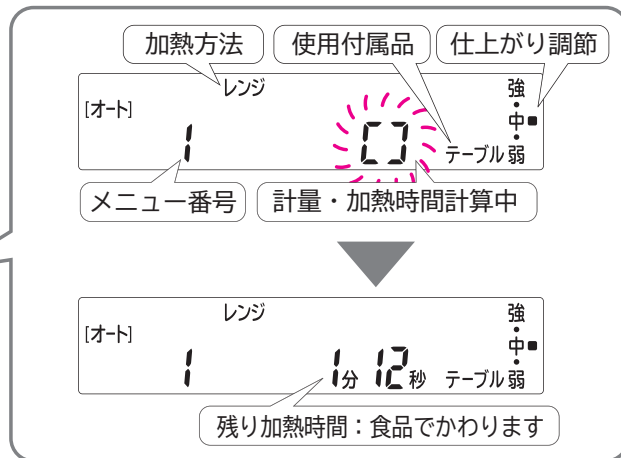 加熱方法 使用付属品 仕上がり調節
レンジ 強
[オート] ・
1 中■
・
テーブル 弱
メニュー番号 計量・加熱時間計算中
レンジ 強
[オート] ・
中■
・
1 1分 12秒 テーブル 弱
残り加熱時間：食品でかわります